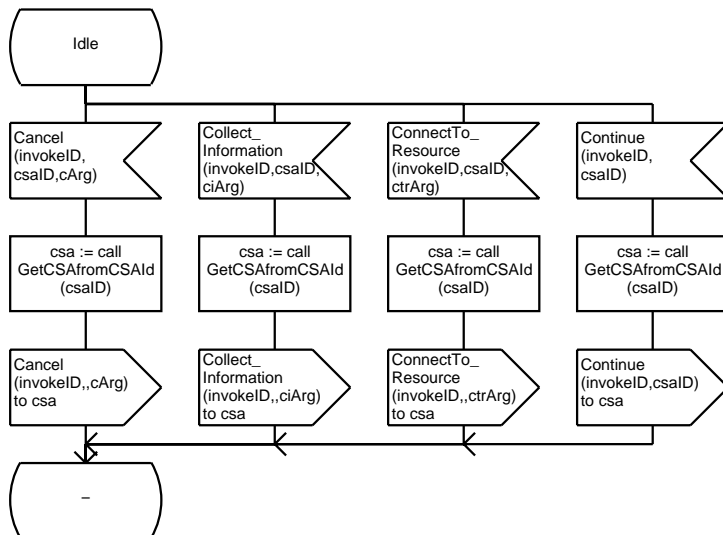 Idle
Cancel
(invokeID,
csaID,cArg)
Collect_
Information
(invokeID,csaID,
ciArg)
ConnectTo_
Resource
(invokeID,csaID,
ctrArg)
Continue
(invokeID,
csaID)
csa := call
GetCSAfromCSAId
(csaID)
csa := call
GetCSAfromCSAId
(csaID)
csa := call
GetCSAfromCSAId
(csaID)
csa := call
GetCSAfromCSAId
(csaID)
Cancel
(invokeID,,cArg)
to csa
Collect_
Information
(invokeID,,ciArg)
to csa
ConnectTo_
Resource
(invokeID,,ctrArg)
to csa
Continue
(invokeID,csaID)
to csa
–